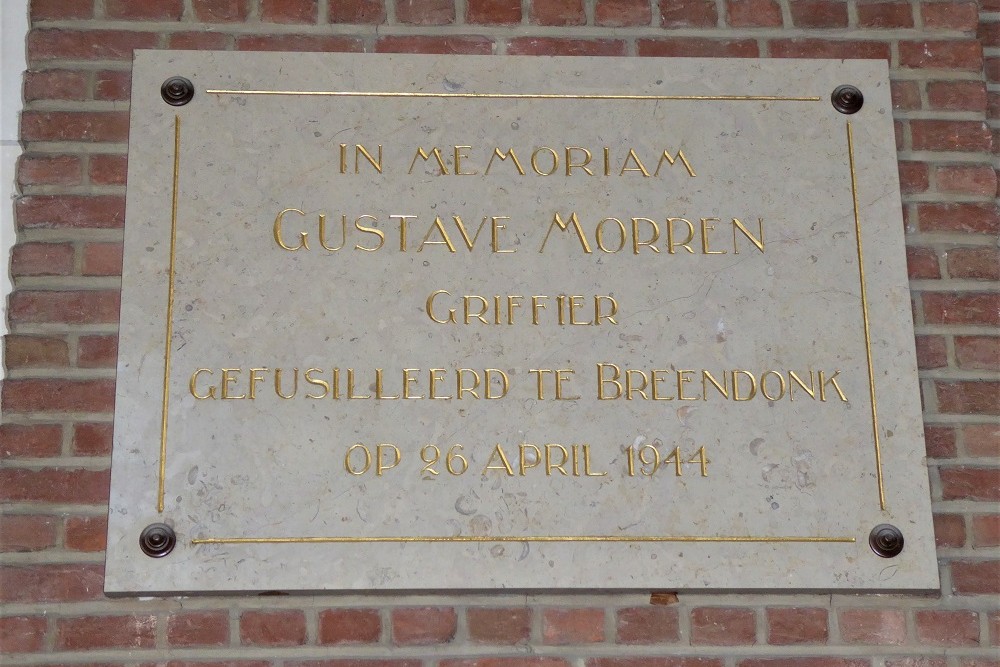 IN MEMORIAM
GUSTAVE MORREN
GRIFFIER
GEFUSILLEERD TE BREENDONK
OP 26 APRIL 1944